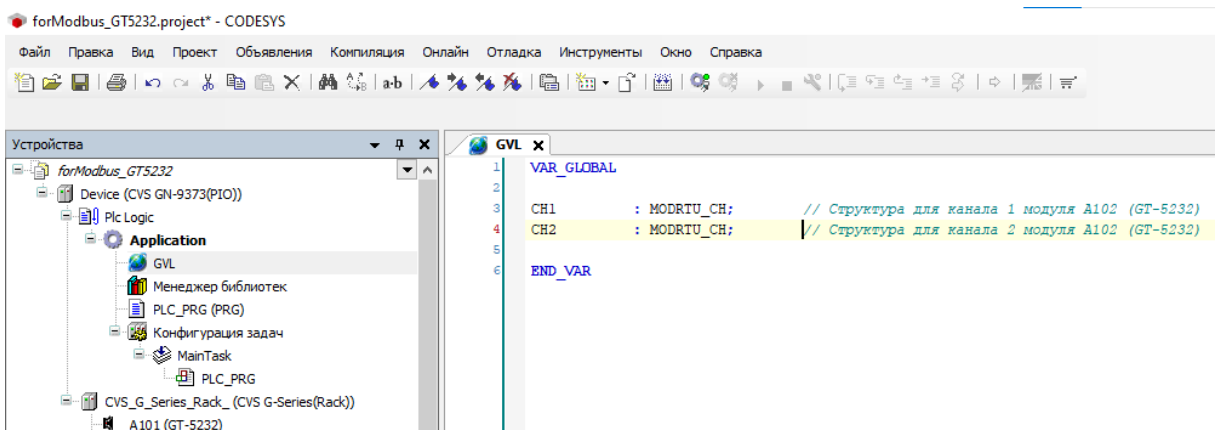 forModbus_GT5232.project* - CODESYS
Файл Правка Вид Проект Объявления Компиляция Онлайн Отладка Инструменты Окно Справка
a·b
Устройства
forModbus_GT5232
Device (CVS GN-9373(PIO))
Plc Logic
Application
GVL
Менеджер библиотек
PLC_PRG (PRG)
Конфигурация задач
MainTask
PLC_PRG
CVS_G_Series_Rack_ (CVS G-Series(Rack))
A101 (GT-5232)
GVL
1 VAR_GLOBAL
2
3 CH1 : MODRTU_CH; // Структура для канала 1 модуля A102 (GT-5232)
4 CH2 : MODRTU_CH; // Структура для канала 2 модуля A102 (GT-5232)
5
6 END_VAR